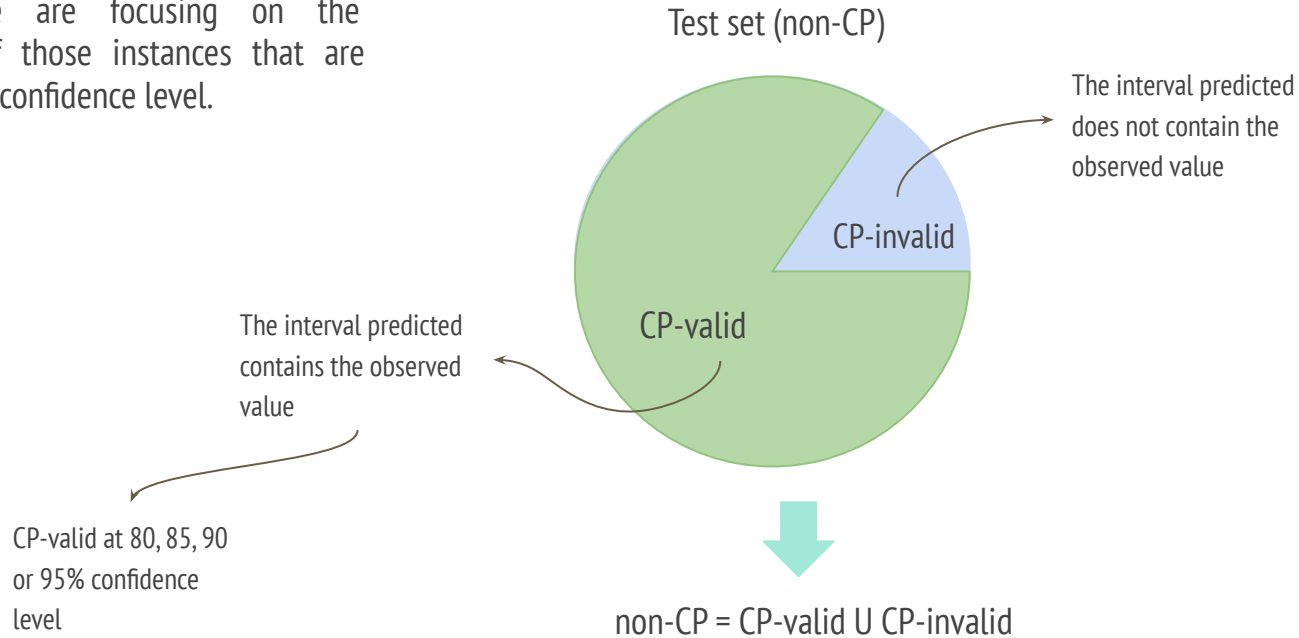 are focusing on the
those instances that are
confidence level.
Test set (non-CP)
The interval predicted
does not contain the
observed value
CP-invalid
CP-valid
The interval predicted
contains the observed
value
CP-valid at 80, 85, 90
or 95% confidence
level
non-CP = CP-valid U CP-invalid